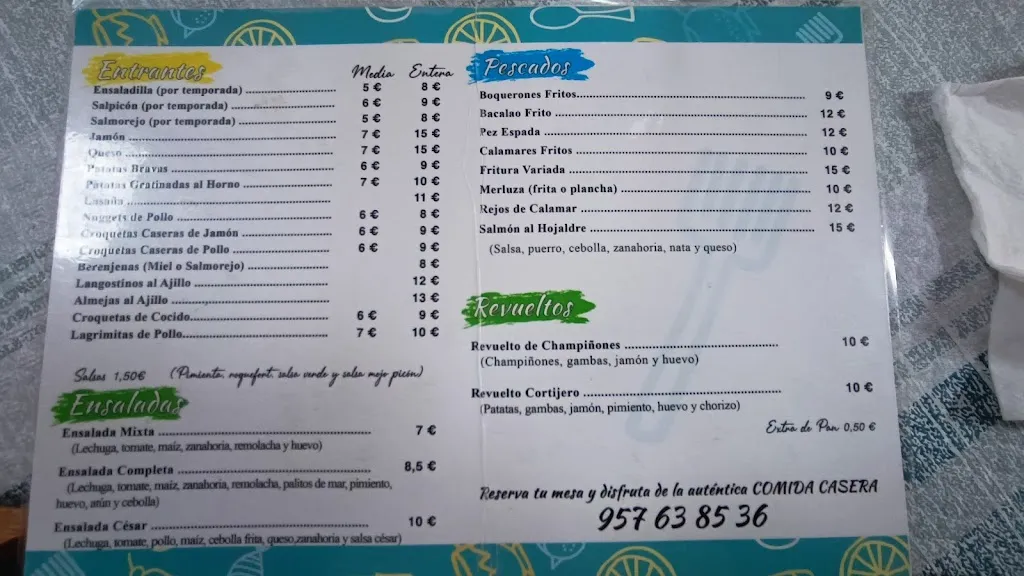 Entrantes Media Entera
Ensaladilla (por temporada) 5 € 8 €
Salpicón (por temporada) 6 € 9 €
Salmorejo (por temporada) 5 € 8 €
Jamón 7 € 15 €
Queso 7 € 15 €
Patatas Bravas 6 € 9 €
Patatas Gratinadas al Horno 7 € 10 €
Lasaña 11 €
Nuggets de Pollo 6 € 8 €
Croquetas Caseras de Jamón 6 € 9 €
Croquetas Caseras de Pollo 6 € 9 €
Berenjenas (Miel o Salmorejo) 8 €
Langostinos al Ajillo 12 €
Almejas al Ajillo 13 €
Croquetas de Cocido 6 € 9 €
Lagrimitas de Pollo 7 € 10 €
Salsas 1,50€ (Pimienta, roquefort, salsa verde y salsa mojo picón)
Ensaladas
Ensalada Mixta 7 €
(Lechuga, tomate, maíz, zanahoria, remolacha y huevo)
Ensalada Completa 8,5 €
(Lechuga, tomate, maíz, zanahoria, remolacha, palitos de mar, pimiento,
huevo, atún y cebolla)
Ensalada César 10 €
(Lechuga, tomate, pollo, maíz, cebolla frita, queso,zanahoria y salsa césar)
Pescados
Boquerones Fritos 9 €
Bacalao Frito 12 €
Pez Espada 12 €
Calamares Fritos 10 €
Fritura Variada 15 €
Merluza (frita o plancha) 10 €
Rejos de Calamar 12 €
Salmón al Hojaldre 15 €
(Salsa, puerro, cebolla, zanahoria, nata y queso)
Revueltos
Revuelto de Champiñones 10 €
(Champiñones, gambas, jamón y huevo)
Revuelto Cortijero 10 €
(Patatas, gambas, jamón, pimiento, huevo y chorizo)
Extra de Pan 0,50 €
Reserva tu mesa y disfruta de la auténtica COMIDA CASERA
957 63 85 36